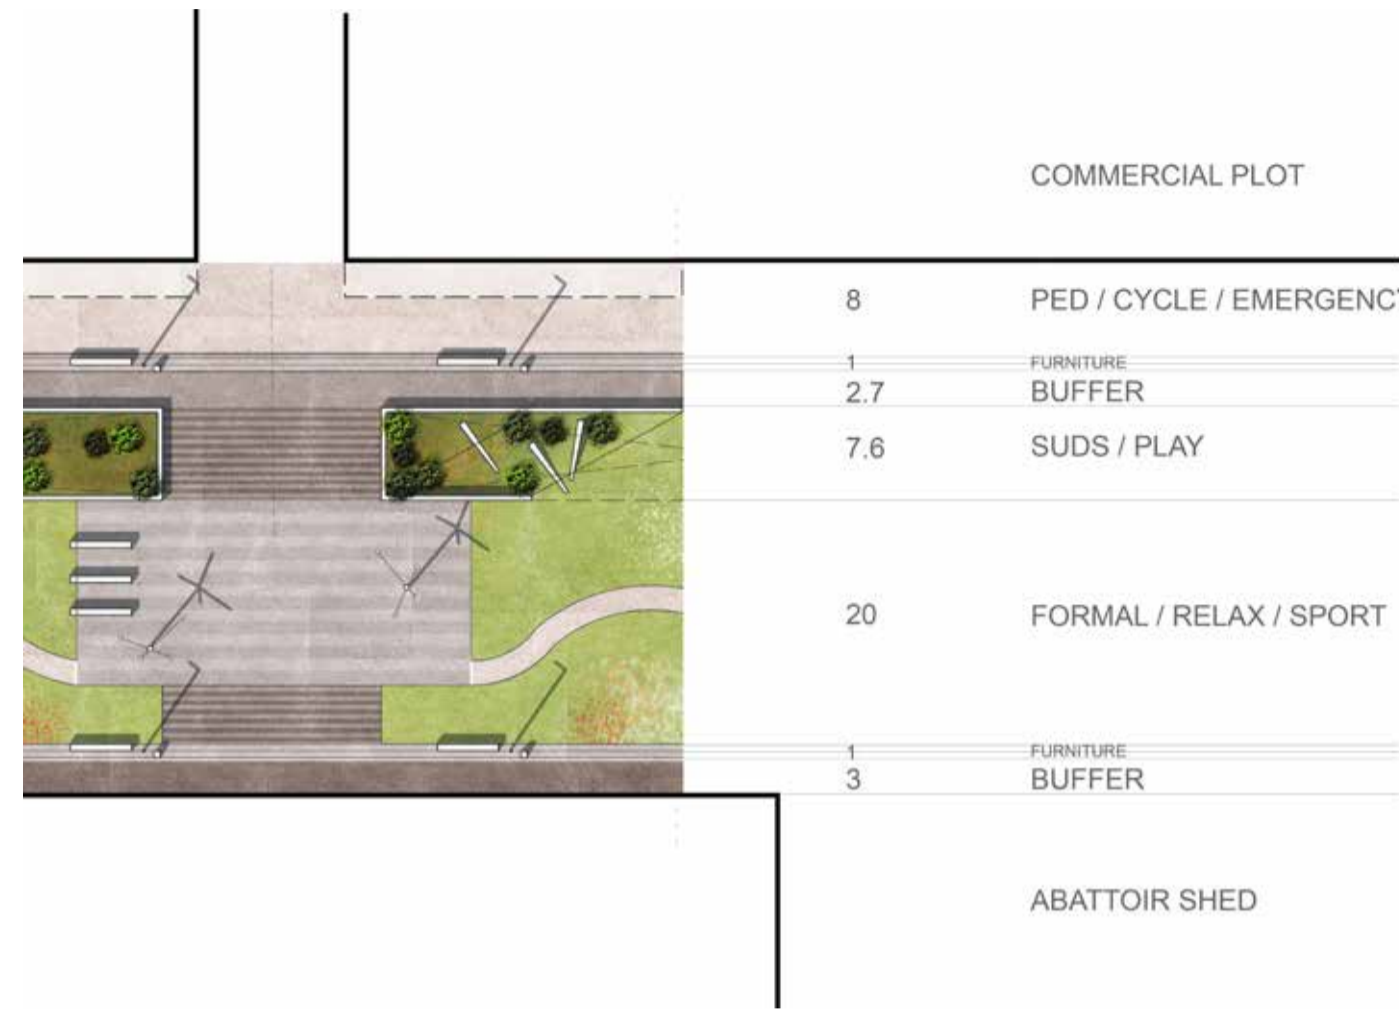 COMMERCIAL PLOT
8 PED / CYCLE / EMERGENC
1 FURNITURE
2.7 BUFFER
7.6 SUDS / PLAY
20 FORMAL / RELAX / SPORT
1 FURNITURE
3 BUFFER
ABATTOIR SHED